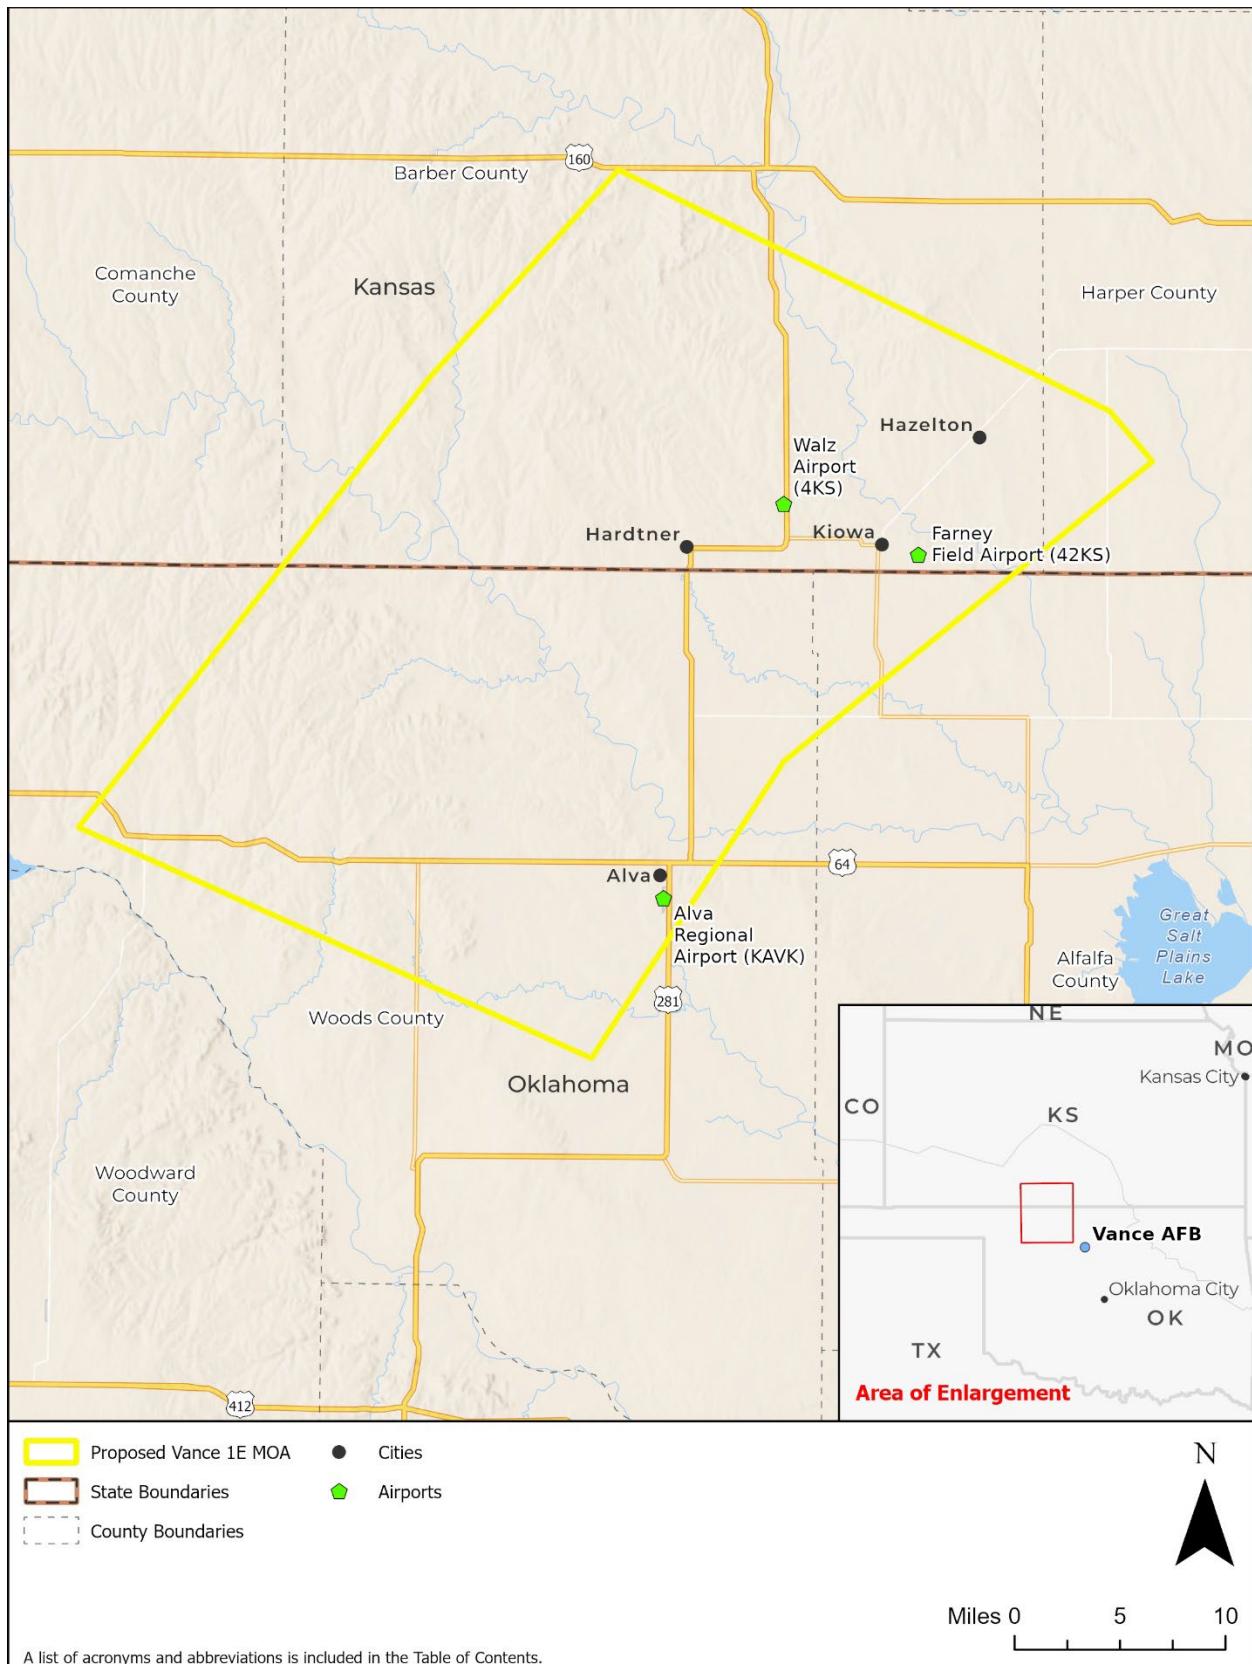 160
Barber County
Comanche
County
Kansas
Harper County
Hazelton
Walz
Airport
(4KS)
Hardtner
Kiowa
Farney
Field Airport (42KS)
64
Alva
Alva
Regional
Airport (KAVK)
Great
Salt
Plains
Lake
Alfalfa
County
281
Woods County
Oklahoma
Woodward
County
412
NE
MO
Kansas City
CO
KS
Vance AFB
Oklahoma City
OK
TX
Area of Enlargement
Proposed Vance 1E MOA
Cities
State Boundaries
Airports
County Boundaries
N
Miles 0 5 10
A list of acronyms and abbreviations is included in the Table of Contents.